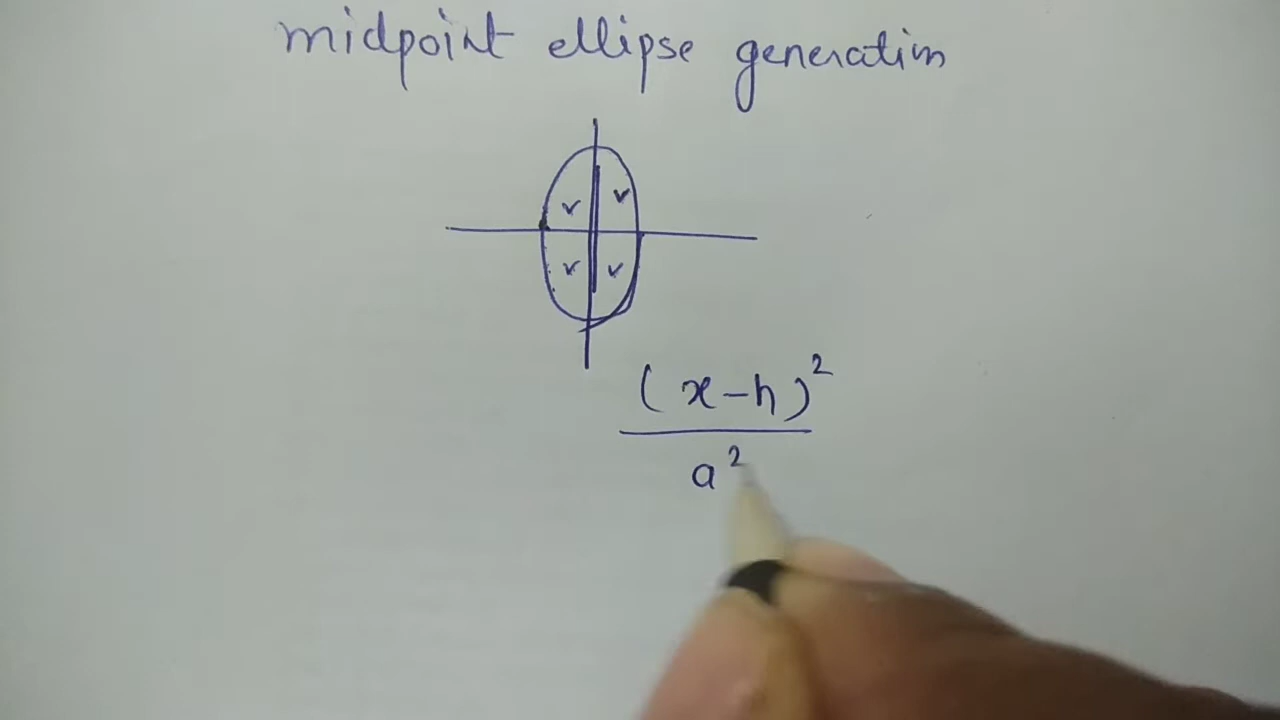 midpoint ellipse generation
(x-h)²
a²